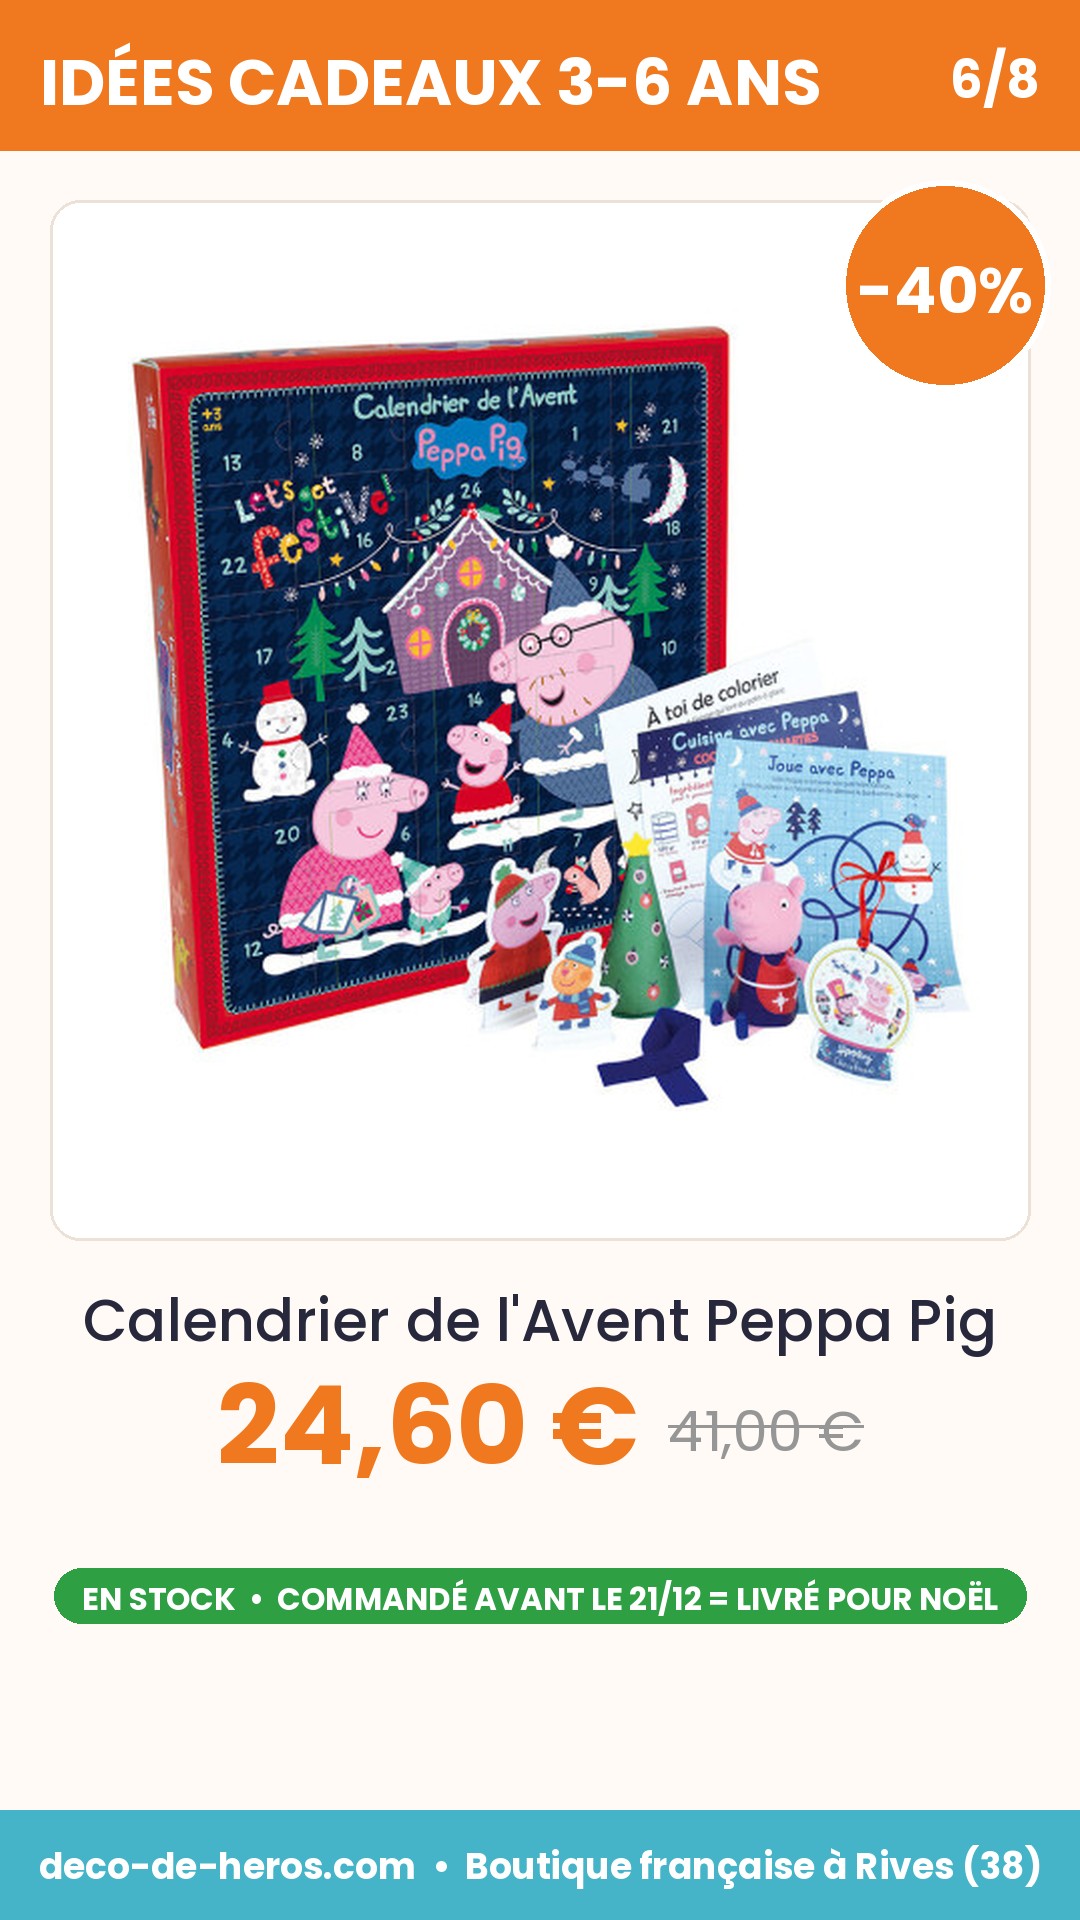 IDÉES CADEAUX 3-6 ANS
6/8
-40%
+3
ans
Calendrier de l'Avent
Peppa Pig
Let's get
festive!
13
8
1
21
24
16
18
22
9
17
2
10
14
4
23
20
6
7
12
À toi de colorier
Cuisine avec Peppa
Joue avec Peppa
Calendrier de l'Avent Peppa Pig
24,60 € 41,00 €
EN STOCK • COMMANDÉ AVANT LE 21/12 = LIVRÉ POUR NOËL
deco-de-heros.com • Boutique française à Rives (38)